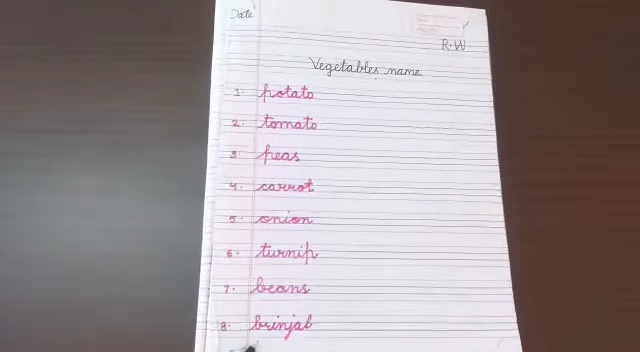 Date
R.W.
Vegetables name
1. potato
2. tomato
3. peas
4. carrot
5. onion
6. turnip
7. beans
8. brinjal